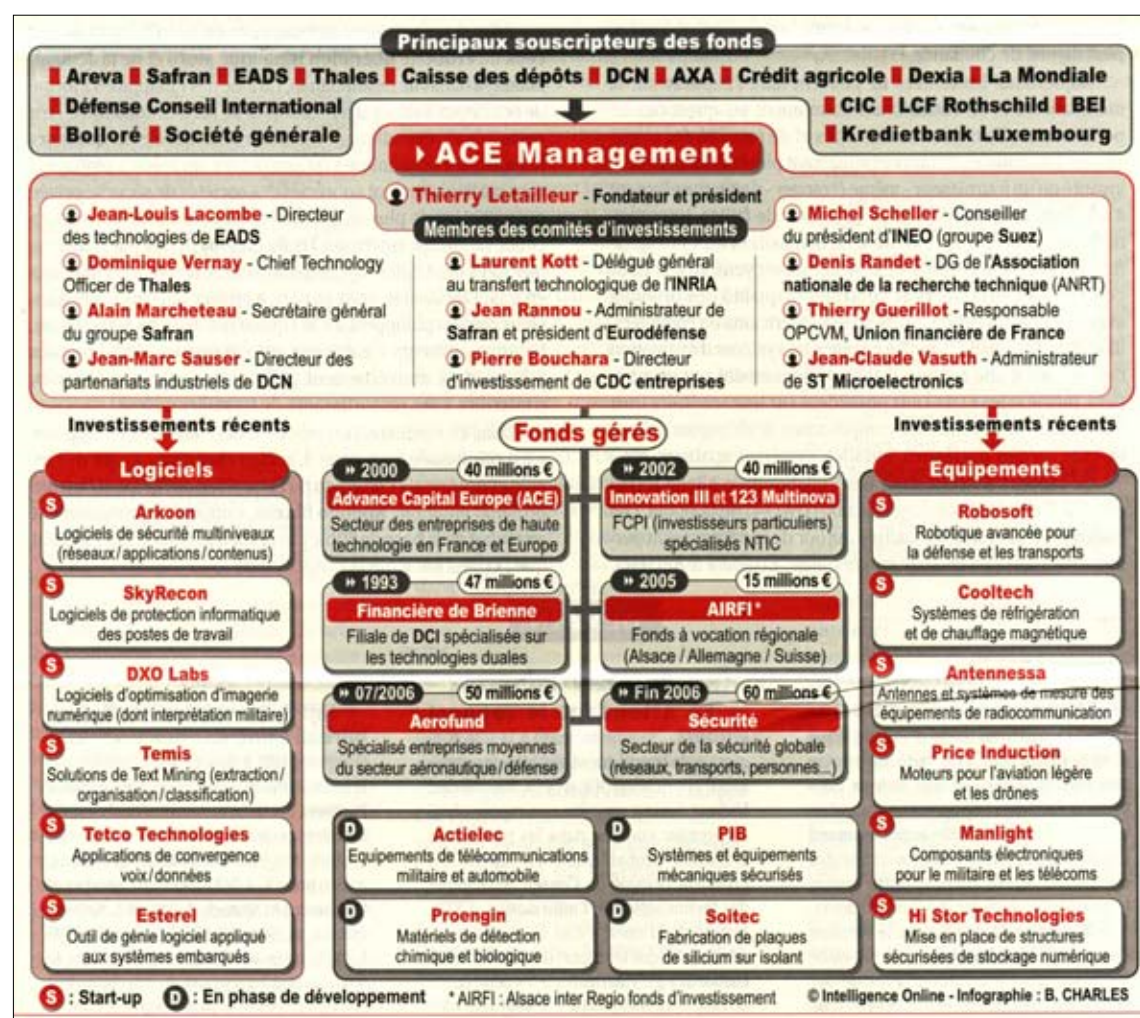 Principaux souscripteurs des fonds
Areva Safran EADS Thales Caisse des dépôts DCN AXA Crédit agricole Dexia La Mondiale
Défense Conseil International
Bolloré Société générale
CIC LCF Rothschild BEI
Kredietbank Luxembourg
ACE Management
Thierry Letailleur - Fondateur et président
Membres des comités d'investissements
Jean-Louis Lacombe - Directeur
des technologies de EADS
Dominique Vernay - Chief Technology
Officer de Thales
Alain Marcheteau - Secrétaire général
du groupe Safran
Jean-Marc Sauser - Directeur des
partenariats industriels de DCN
Laurent Kott - Délégué général
au transfert technologique de l'INRIA
Jean Rannou - Administrateur de
Safran et président d'Eurodéfense
Pierre Bouchara - Directeur
d'investissement de CDC entreprises
Michel Scheller - Conseiller
du président d'INEO (groupe Suez)
Denis Randet - DG de l'Association
nationale de la recherche technique (ANRT)
Thierry Guerillot - Responsable
OPCVM, Union financière de France
Jean-Claude Vasuth - Administrateur
de ST Microelectronics
Investissements récents
Logiciels
S
Arkoon
Logiciels de sécurité multiniveaux
(réseaux/applications/contenus)
S
SkyRecon
Logiciels de protection informatique
des postes de travail
S
DXO Labs
Logiciels d'optimisation d'imagerie
numérique (dont interprétation militaire)
S
Temis
Solutions de Text Mining (extraction/
organisation/classification)
S
Tetco Technologies
Applications de convergence
voix/données
S
Esterel
Outil de génie logiciel appliqué
aux systèmes embarqués
Fonds gérés
2000 40 millions €
Advance Capital Europe (ACE)
Secteur des entreprises de haute
technologie en France et Europe
2002 40 millions €
Innovation III et 123 Multinova
FCPI (investisseurs particuliers)
spécialisés NTIC
1993 47 millions €
Financière de Brienne
Filiale de DCI spécialisée sur
les technologies duales
2005 15 millions €
AIRFI*
Fonds à vocation régionale
(Alsace / Allemagne / Suisse)
07/2006 50 millions €
Aerofund
Spécialisé entreprises moyennes
du secteur aéronautique/défense
Fin 2006 60 millions €
Sécurité
Secteur de la sécurité globale
(réseaux, transports, personnes...)
D
Actielec
Equipements de télécommunications
militaire et automobile
D
PIB
Systèmes et équipements
mécaniques sécurisés
D
Proengin
Matériels de détection
chimique et biologique
D
Soitec
Fabrication de plaques
de silicium sur isolant
Investissements récents
Equipements
S
Robosoft
Robotique avancée pour
la défense et les transports
S
Cooltech
Systèmes de réfrigération
et de chauffage magnétique
S
Antennessa
Antennes et systèmes de mesure des
équipements de radiocommunication
S
Price Induction
Moteurs pour l'aviation légère
et les drônes
S
Manlight
Composants électroniques
pour le militaire et les télécoms
S
Hi Stor Technologies
Mise en place de structures
sécurisées de stockage numérique
S : Start-up D : En phase de développement * AIRFI : Alsace inter Regio fonds d'investissement © Intelligence Online - Infographie : B. CHARLES